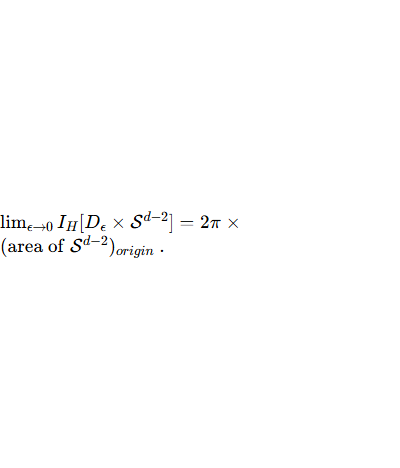 lim_{ϵ→0} I_H[D_ϵ × 𝒮^{d−2}] = 2π ×
(area of 𝒮^{d−2})_{origin} .